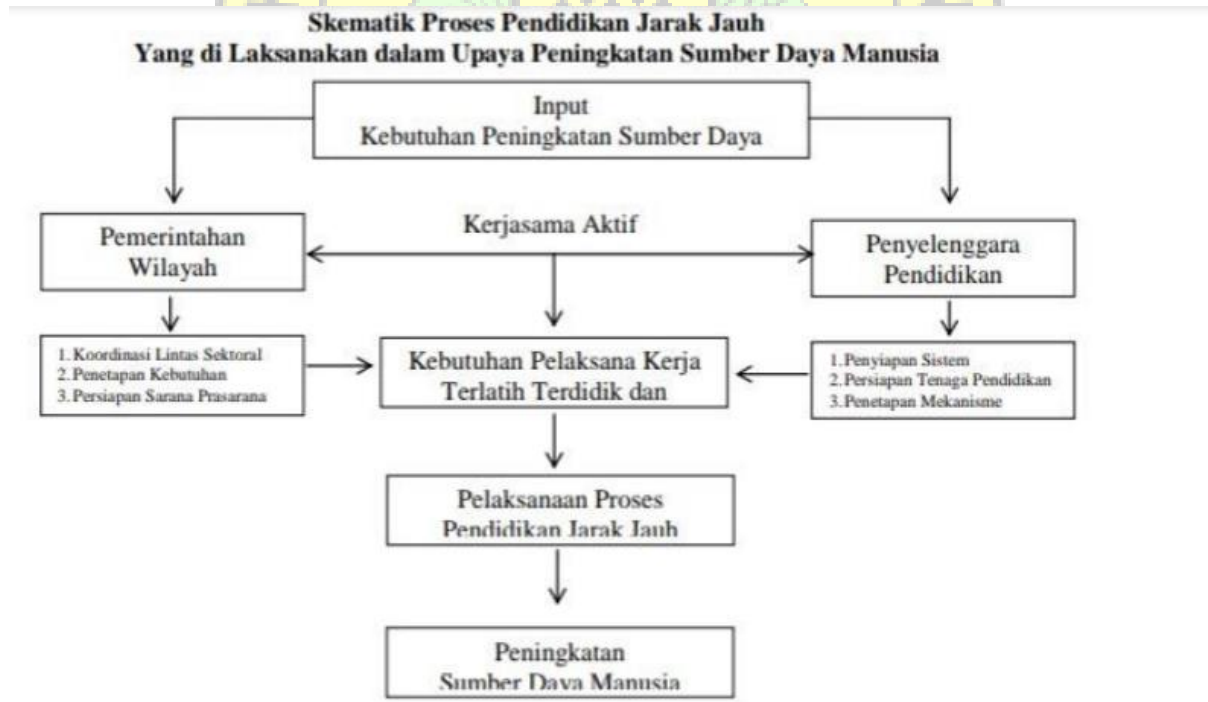 Skematik Proses Pendidikan Jarak Jauh
Yang di Laksanakan dalam Upaya Peningkatan Sumber Daya Manusia
Input
Kebutuhan Peningkatan Sumber Daya
Pemerintahan
Wilayah
Kerjasama Aktif
Penyelenggara
Pendidikan
1. Koordinasi Lintas Sektoral
2. Penetapan Kebutuhan
3. Persiapan Sarana Prasarana
Kebutuhan Pelaksana Kerja
Terlatih Terdidik dan
1. Penyiapan Sistem
2. Persiapan Tenaga Pendidikan
3. Penetapan Mekanisme
Pelaksanaan Proses
Pendidikan Jarak Jauh
Peningkatan
Sumber Daya Manusia